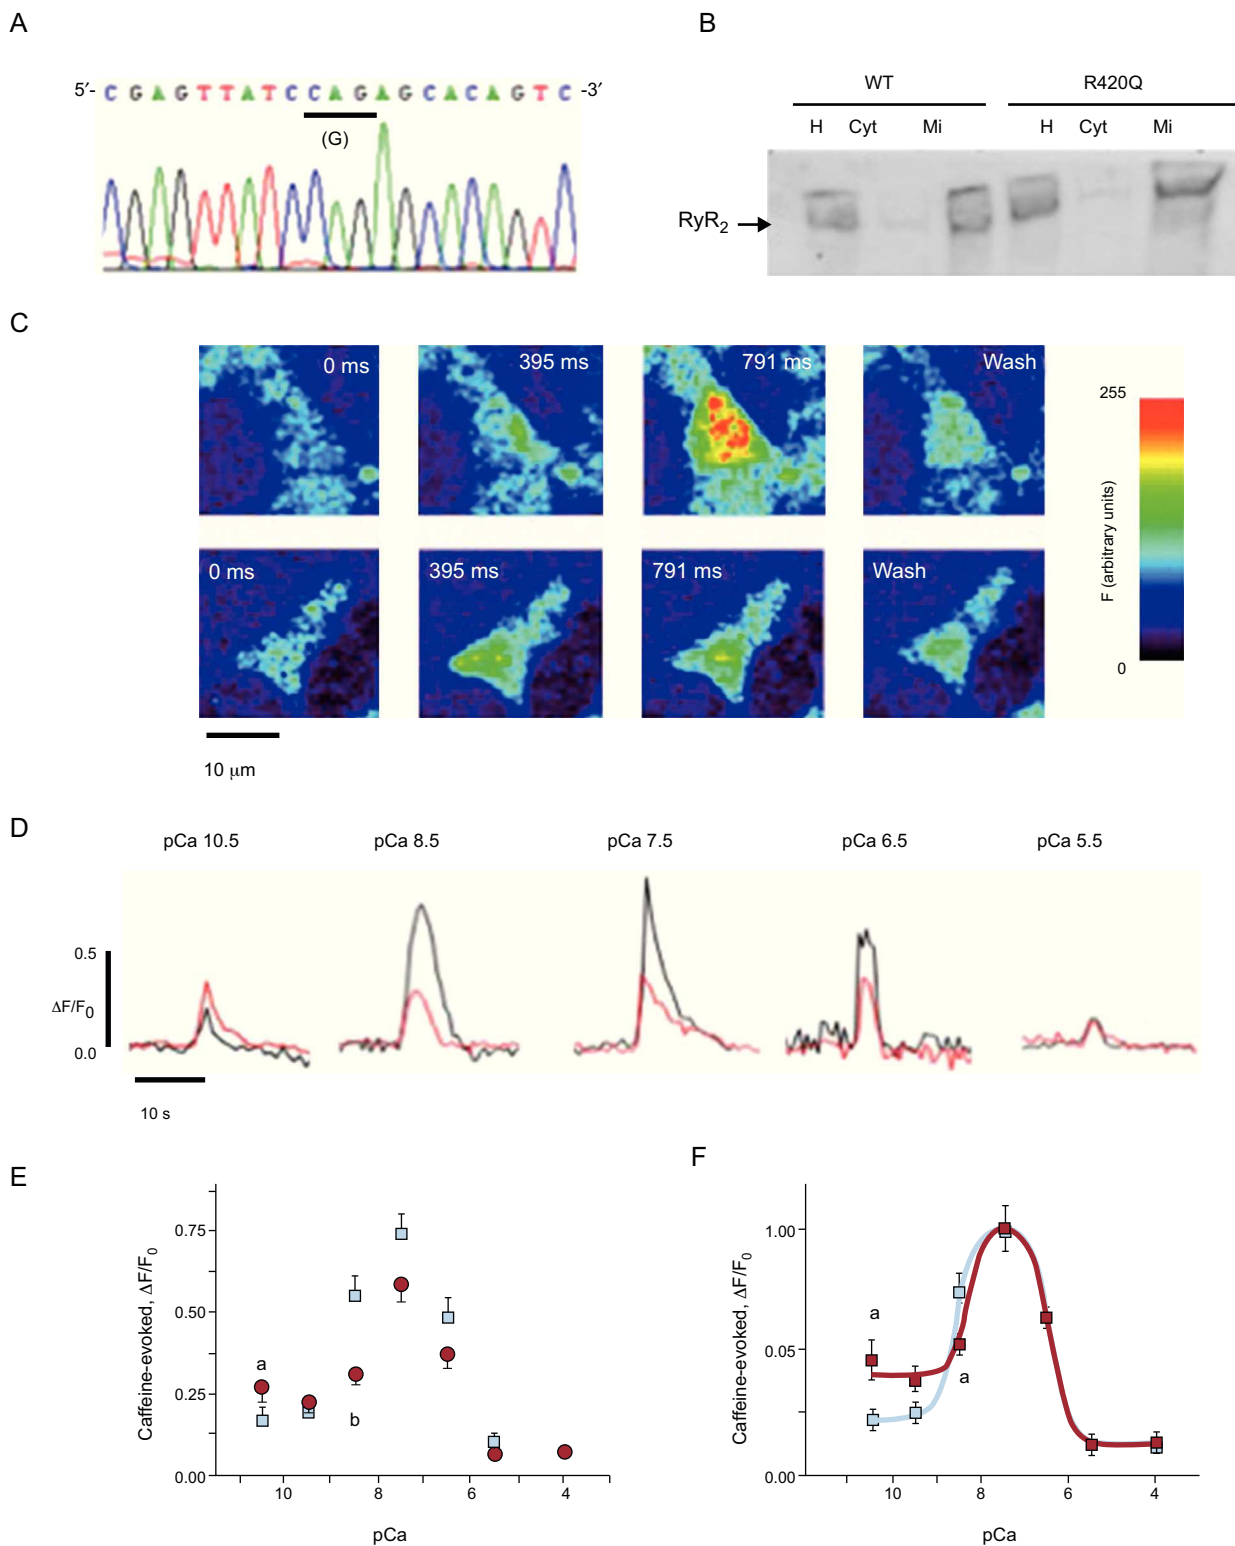 A
5′- C G A G T T A T C C A G A G C A C A G T C -3′
(G)
B
WT R420Q
H Cyt Mi H Cyt Mi
RyR2
C
0 ms 395 ms 791 ms Wash
0 ms 395 ms 791 ms Wash
255
F (arbitrary units)
0
10 μm
D
pCa 10.5 pCa 8.5 pCa 7.5 pCa 6.5 pCa 5.5
0.5
ΔF/F0
0.0
10 s
E
Caffeine-evoked, ΔF/F0
0.75
0.50
0.25
0.00
a
b
10 8 6 4
pCa
F
Caffeine-evoked, ΔF/F0
1.00
0.05
0.00
a
a
10 8 6 4
pCa